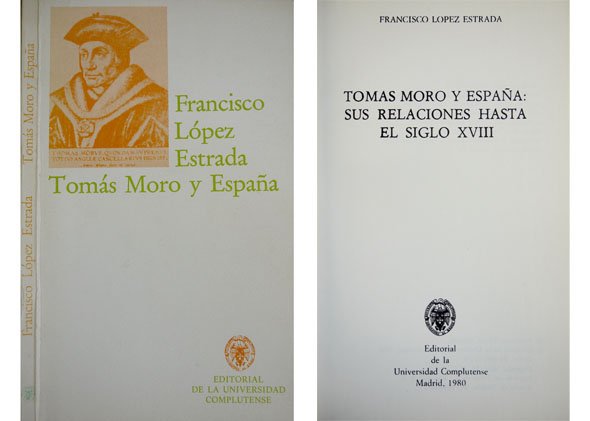 Tomás Moro y España
Francisco López Estrada
Francisco
López
Estrada
Tomás Moro y España
EDITORIAL
DE LA UNIVERSIDAD
COMPLUTENSE
FRANCISCO LOPEZ ESTRADA
TOMAS MORO Y ESPAÑA:
SUS RELACIONES HASTA
EL SIGLO XVIII
Editorial
de la
Universidad Complutense
Madrid, 1980